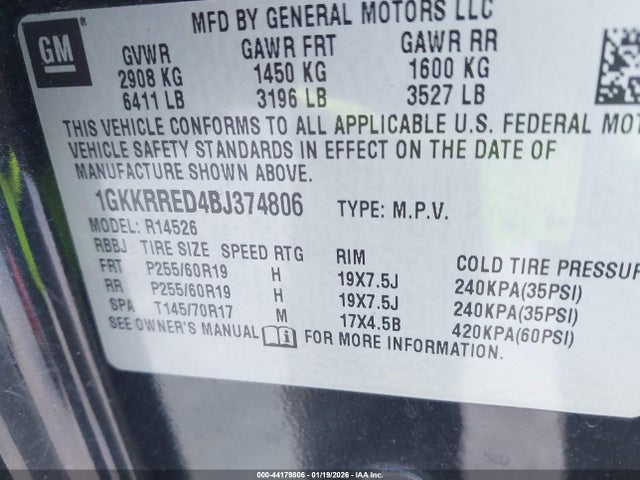 GM
MFD BY GENERAL MOTORS LLC
GVWR GAWR FRT GAWR RR
2908 KG 1450 KG 1600 KG
6411 LB 3196 LB 3527 LB
THIS VEHICLE CONFORMS TO ALL APPLICABLE U.S. FEDERAL MOT
VEHICLE SAFETY STANDARDS IN EFFECT ON THE DATE OF
MANUFACTURE SHOWN ABOVE.
1GKKRRED4BJ374806 TYPE: M.P.V.
MODEL: R14526
RBBJ TIRE SIZE SPEED RTG RIM COLD TIRE PRESSUR
FRT P255/60R19 H 19X7.5J 240KPA(35PSI)
RR P255/60R19 H 19X7.5J 240KPA(35PSI)
SPA T145/70R17 M 17X4.5B 420KPA(60PSI)
SEE OWNER'S MANUAL FOR MORE INFORMATION.
000-44179806 - 01/19/2026 - IAAI.COM